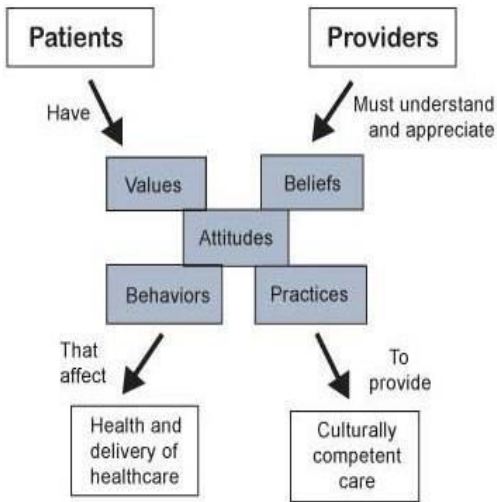 Patients
Providers
Have
Must understand
and appreciate
Values
Beliefs
Attitudes
Behaviors
Practices
That
affect
To
provide
Health and
delivery of
healthcare
Culturally
competent
care